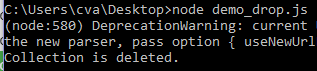 C:\Users\cva\Desktop>node demo_drop.js
(node:580) DeprecationWarning: current
the new parser, pass option { useNewUrl
Collection is deleted.